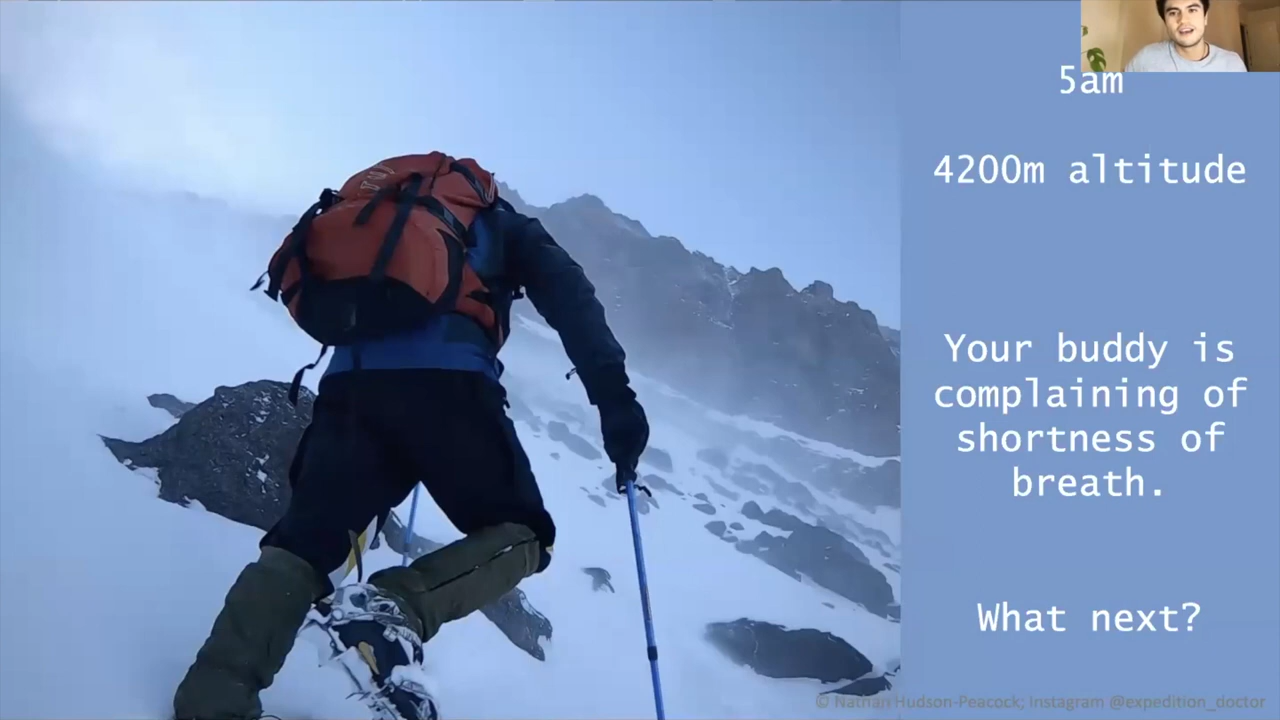 5am
4200m altitude
Your buddy is
complaining of
shortness of
breath.
What next?
© Nathan Hudson-Peacock; Instagram @expedition_doctor